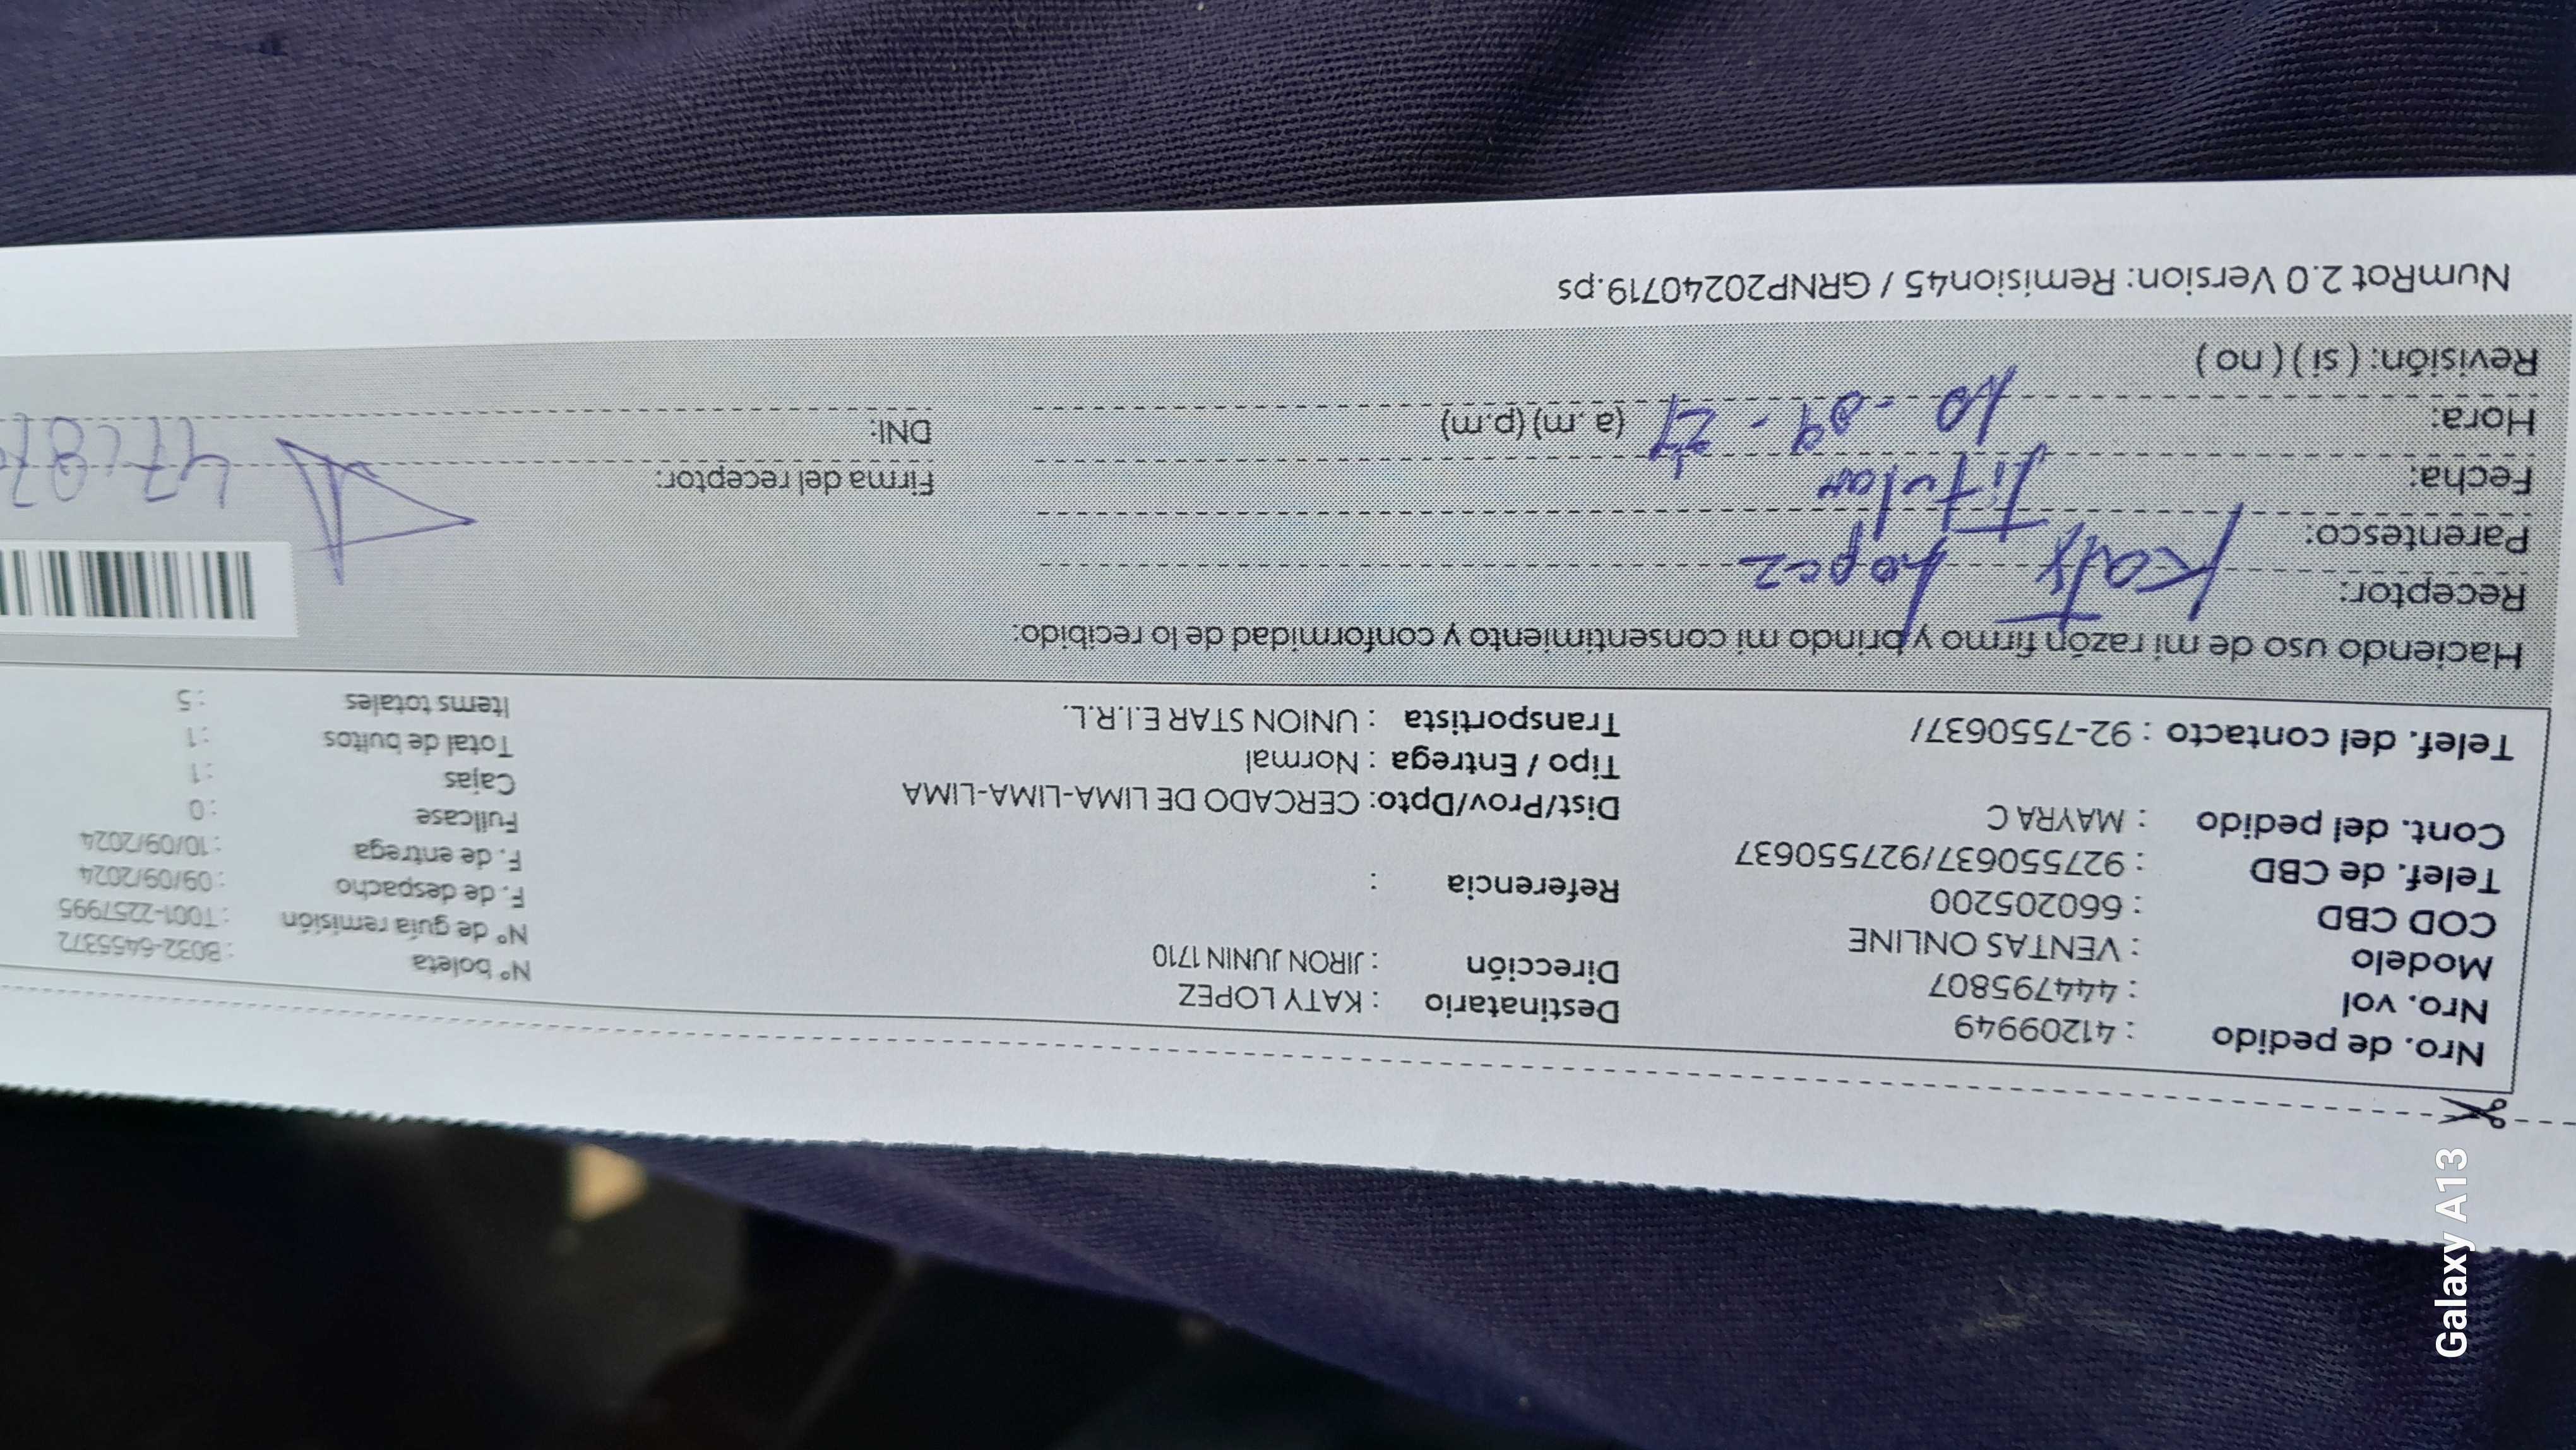 Nro. de pedido : 41209949
Nro. vol : 444795807
Modelo : VENTAS ONLINE
COD CBD : 660205200
Telef. de CBD : 927550637/927550637
Cont. del pedido : MAYRA C
Telef. del contacto : 92-7550637/
Destinatario : KATY LOPEZ
Dirección : JIRON JUNIN 1710
Referencia :
Dist/Prov/Dpto: CERCADO DE LIMA-LIMA-LIMA
Tipo / Entrega : Normal
Transportista : UNION STAR E.I.R.L.
N° boleta : B032-6455372
N° de guía remisión : T001-2257995
F. de despacho : 09/09/2024
F. de entrega : 10/09/2024
Fullcase : 0
Cajas : 1
Total de bultos : 1
Items totales : 5
Haciendo uso de mi razón firmo y brindo mi consentimiento y conformidad de lo recibido:
Receptor: Katy Lopez
Parentesco: Titular
Fecha: 10 - 09 -
Hora: (a.m) (p.m)
Revisión: ( si ) ( no )
Firma del receptor:
DNI:
NumRot 2.0 Version: Remision45 / GRNP20240719.ps
Galaxy A13